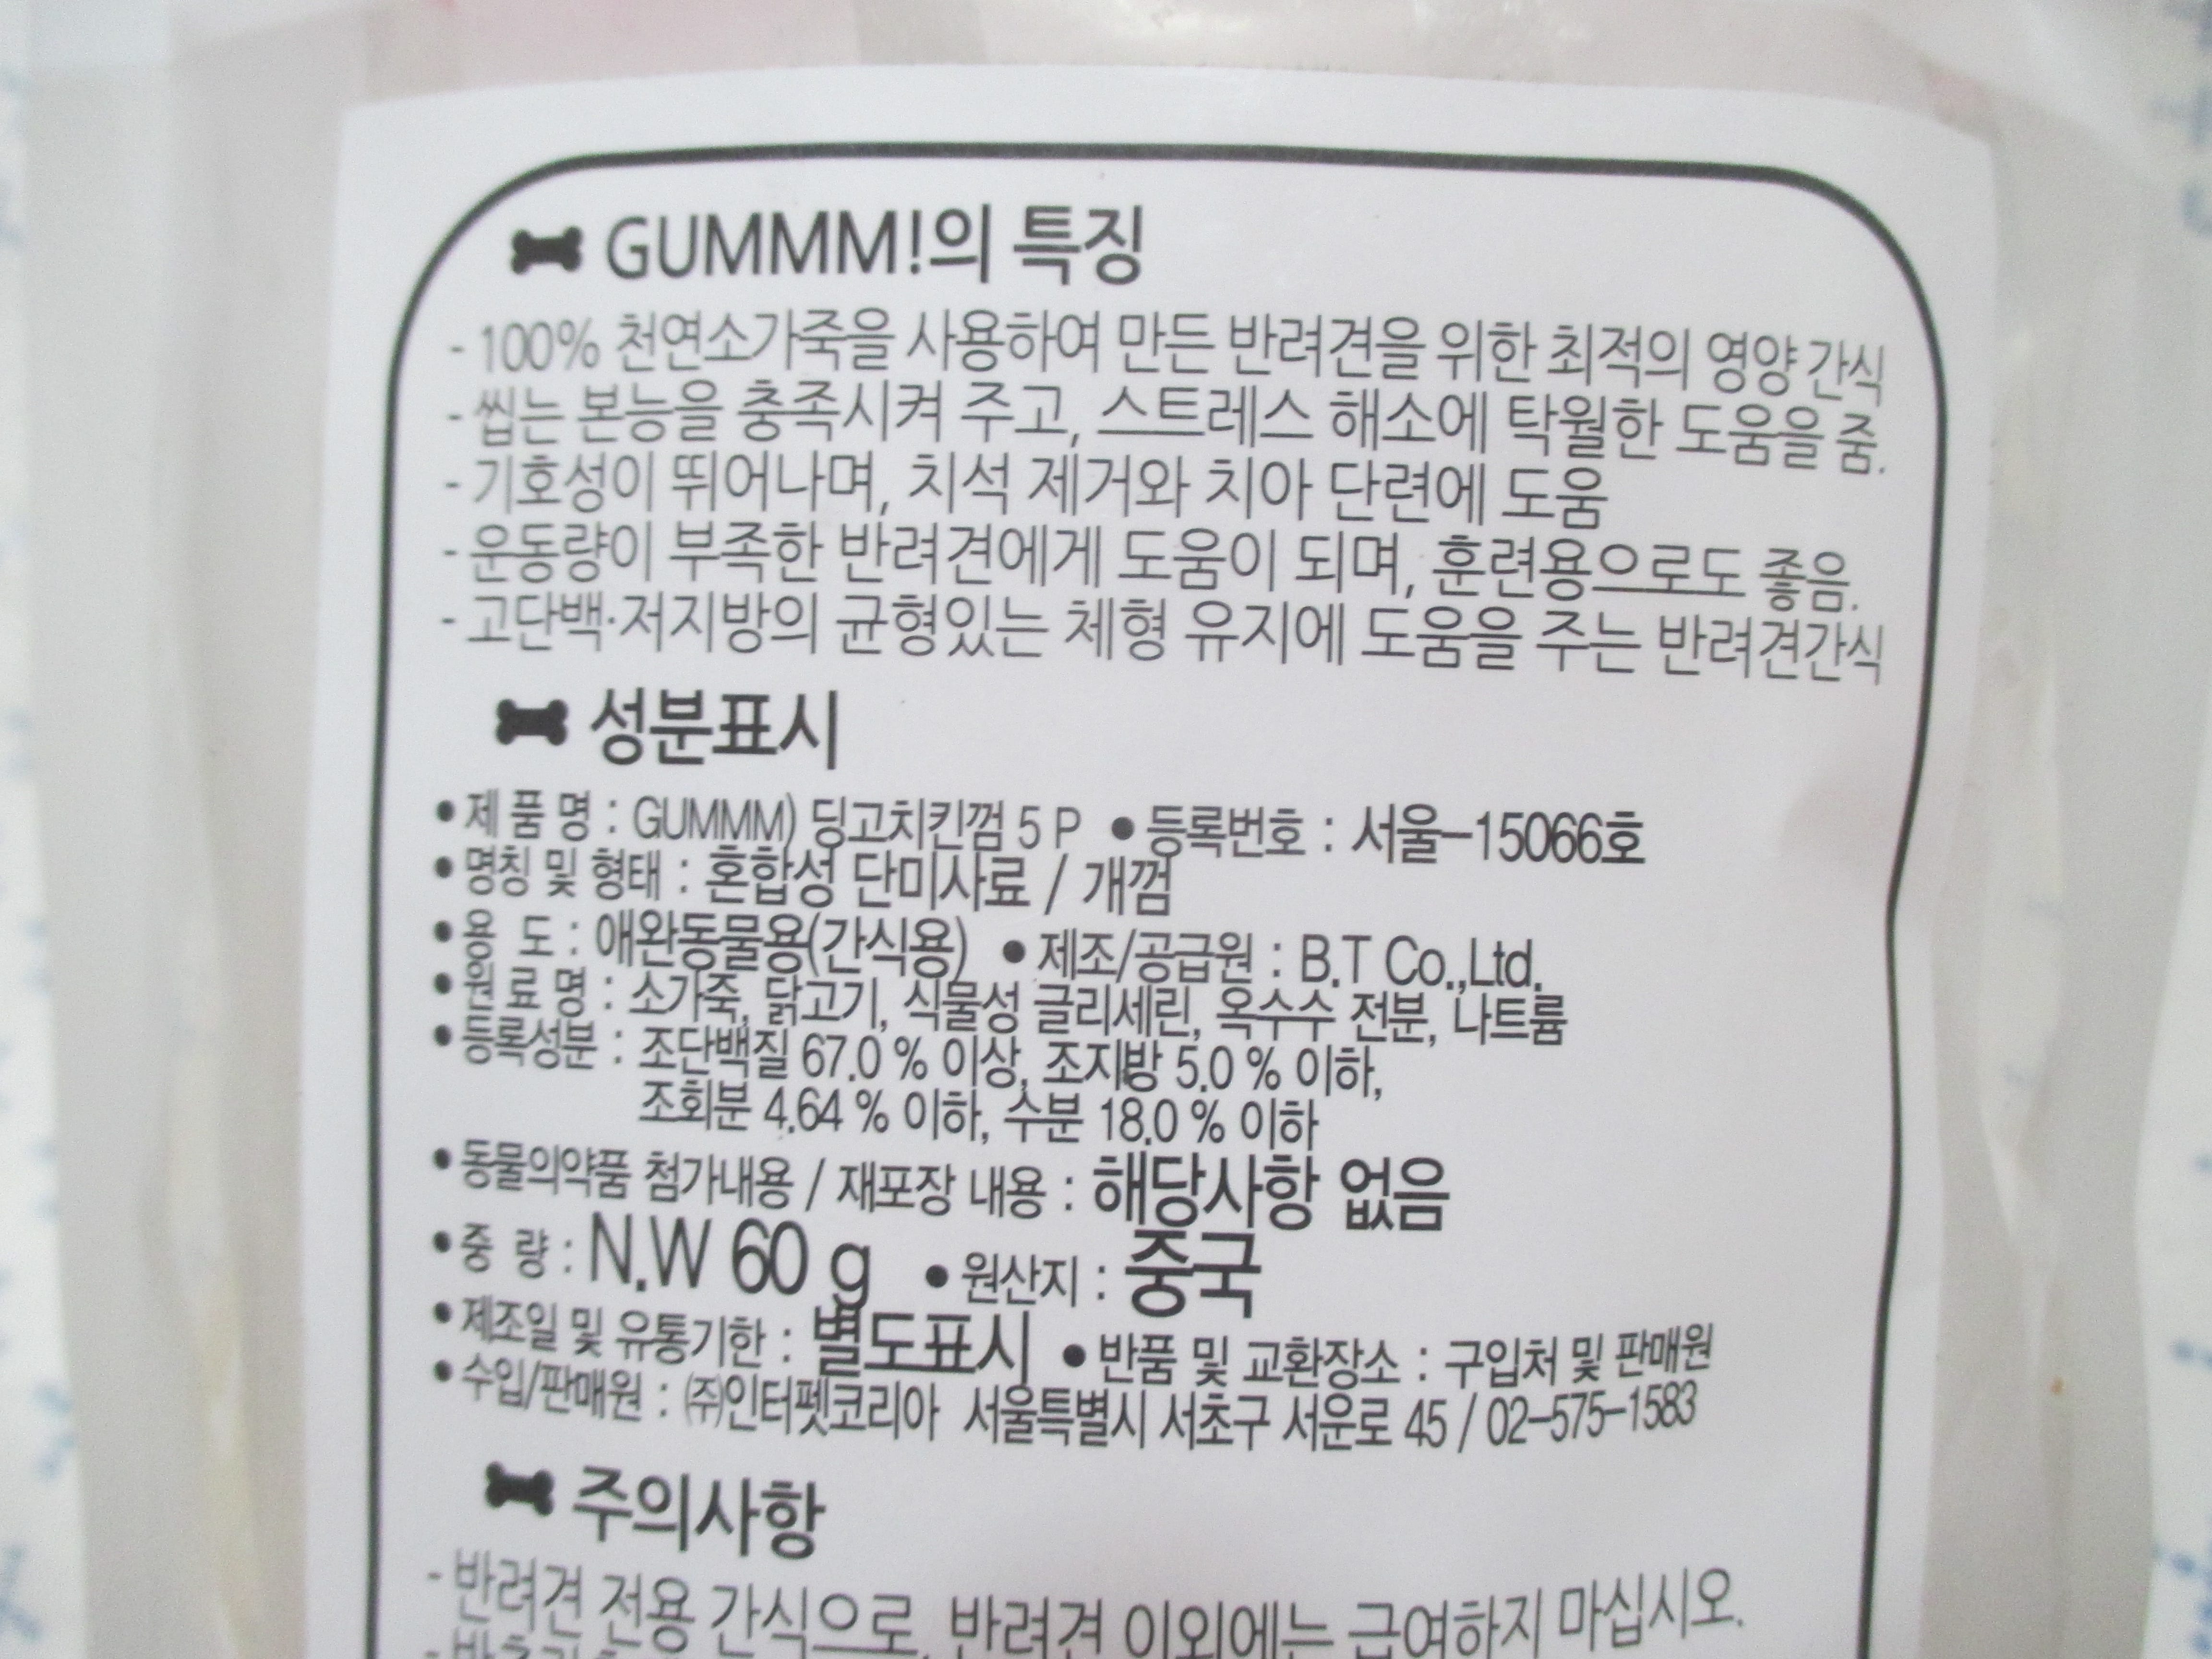 GUMMM!의 특징
- 100% 천연소가죽을 사용하여 만든 반려견을 위한 최적의 영양 간식
- 씹는 본능을 충족시켜 주고, 스트레스 해소에 탁월한 도움을 줌.
- 기호성이 뛰어나며, 치석 제거와 치아 단련에 도움
- 운동량이 부족한 반려견에게 도움이 되며, 훈련용으로도 좋음.
- 고단백·저지방의 균형있는 체형 유지에 도움을 주는 반려견간식
성분표시
• 제 품 명 : GUMMM) 딩고치킨껌 5 P • 등록번호 : 서울-15066호
• 명칭 및 형태 : 혼합성 단미사료 / 개껌
• 용 도 : 애완동물용(간식용) • 제조/공급원 : B.T Co.,Ltd.
• 원 료 명 : 소가죽, 닭고기, 식물성 글리세린, 옥수수 전분, 나트륨
• 등록성분 : 조단백질 67.0 % 이상, 조지방 5.0 % 이하,
조회분 4.64 % 이하, 수분 18.0 % 이하
• 동물의약품 첨가내용 / 재포장 내용 : 해당사항 없음
• 중 량 : N.W 60 g • 원산지 : 중국
• 제조일 및 유통기한 : 별도표시 • 반품 및 교환장소 : 구입처 및 판매원
• 수입/판매원 : ㈜인터펫코리아 서울특별시 서초구 서운로 45 / 02-575-1583
주의사항
- 반려견 전용 간식으로, 반려견 이외에는 급여하지 마십시오.